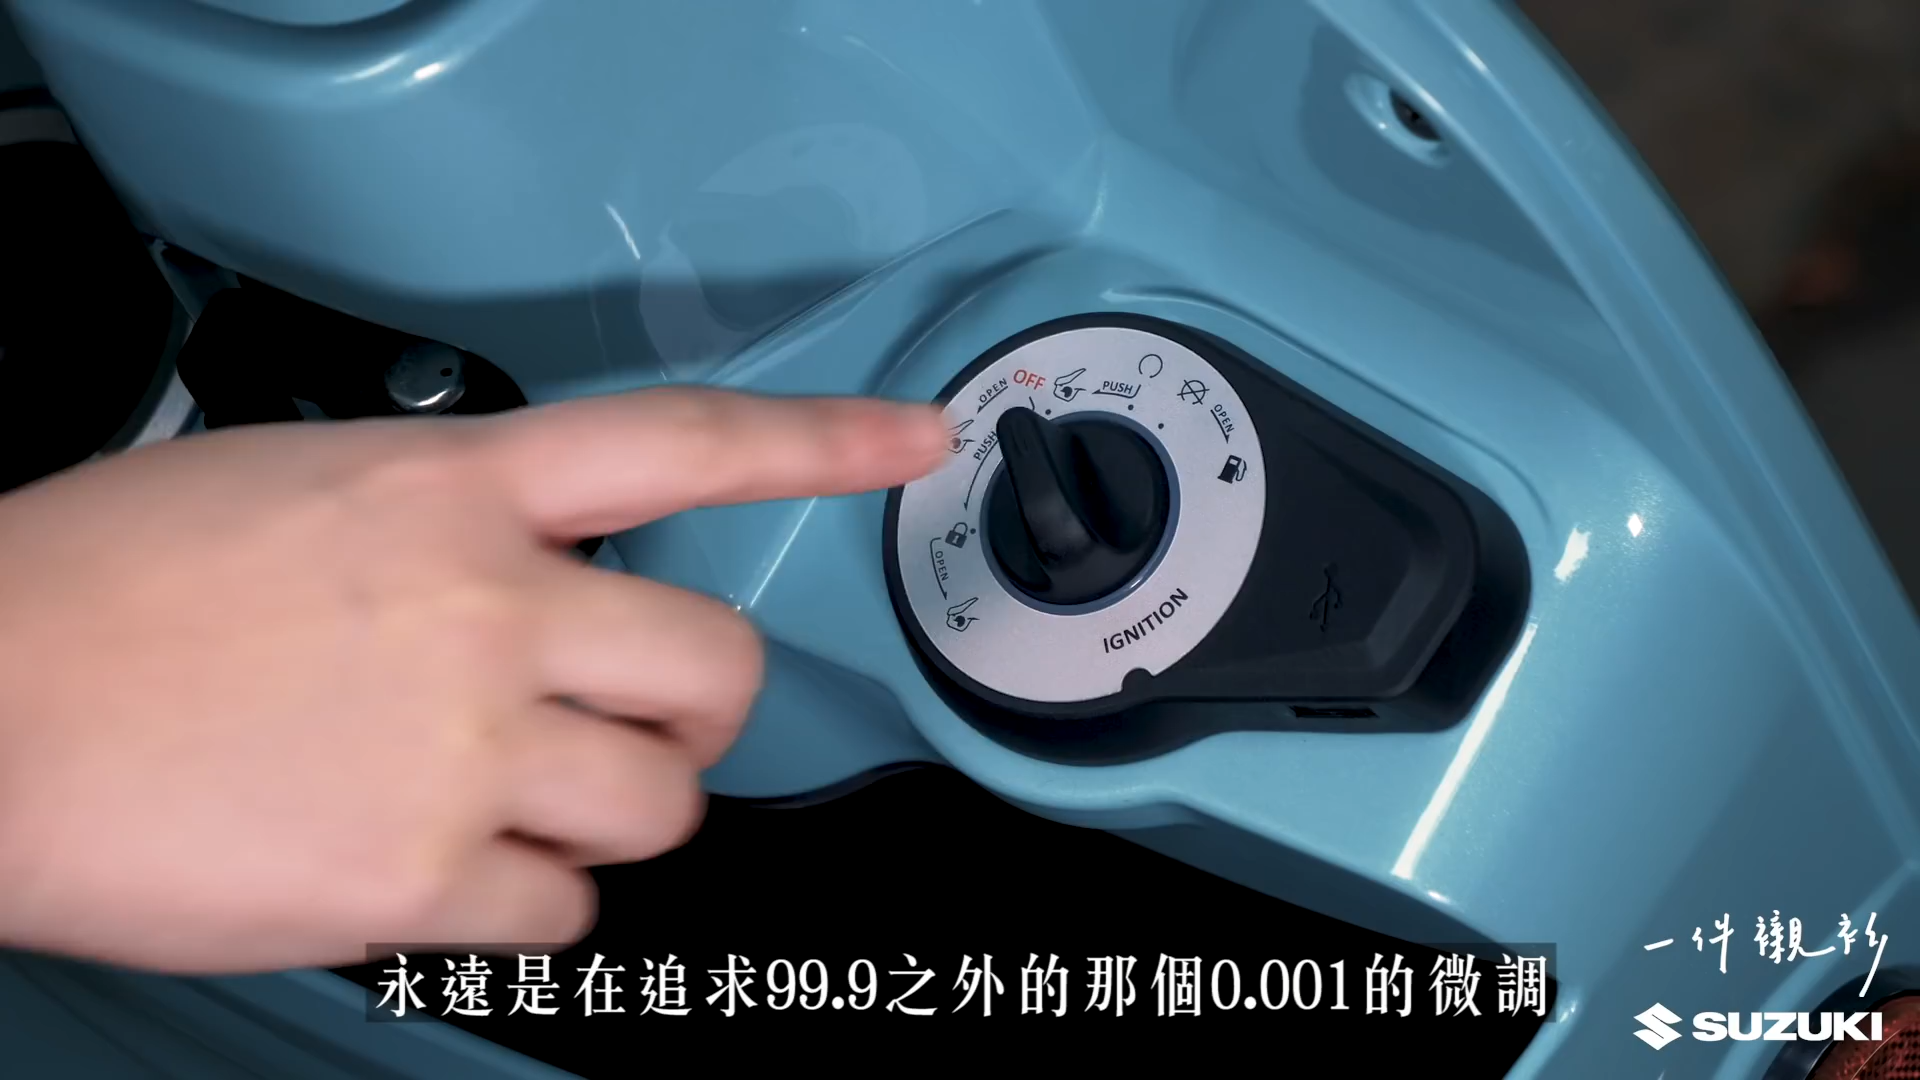 OFF
OPEN
PUSH
PUSH
OPEN
OPEN
IGNITION
一件襯衫
SUZUKI
永遠是在追求99.9之外的那個0.001的微調